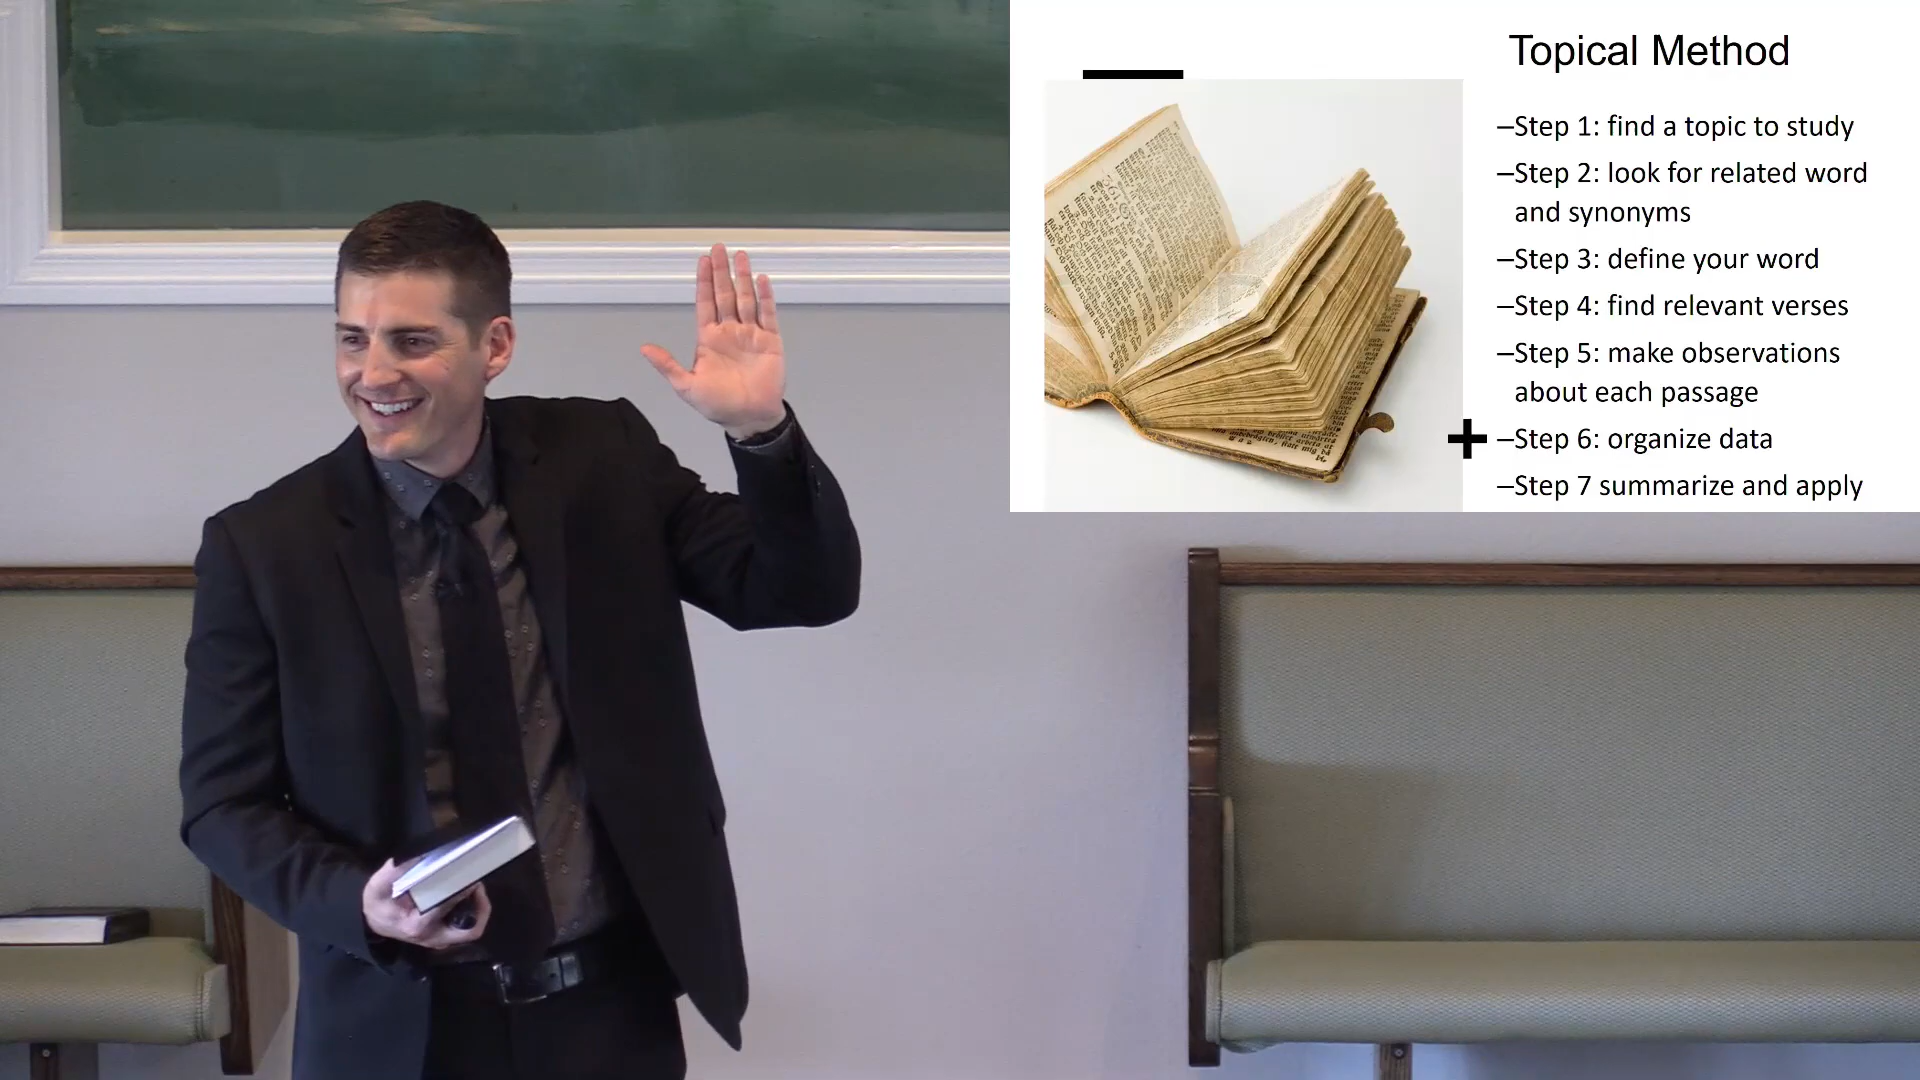 Topical Method
–Step 1: find a topic to study
–Step 2: look for related word
and synonyms
–Step 3: define your word
–Step 4: find relevant verses
–Step 5: make observations
about each passage
–Step 6: organize data
–Step 7 summarize and apply